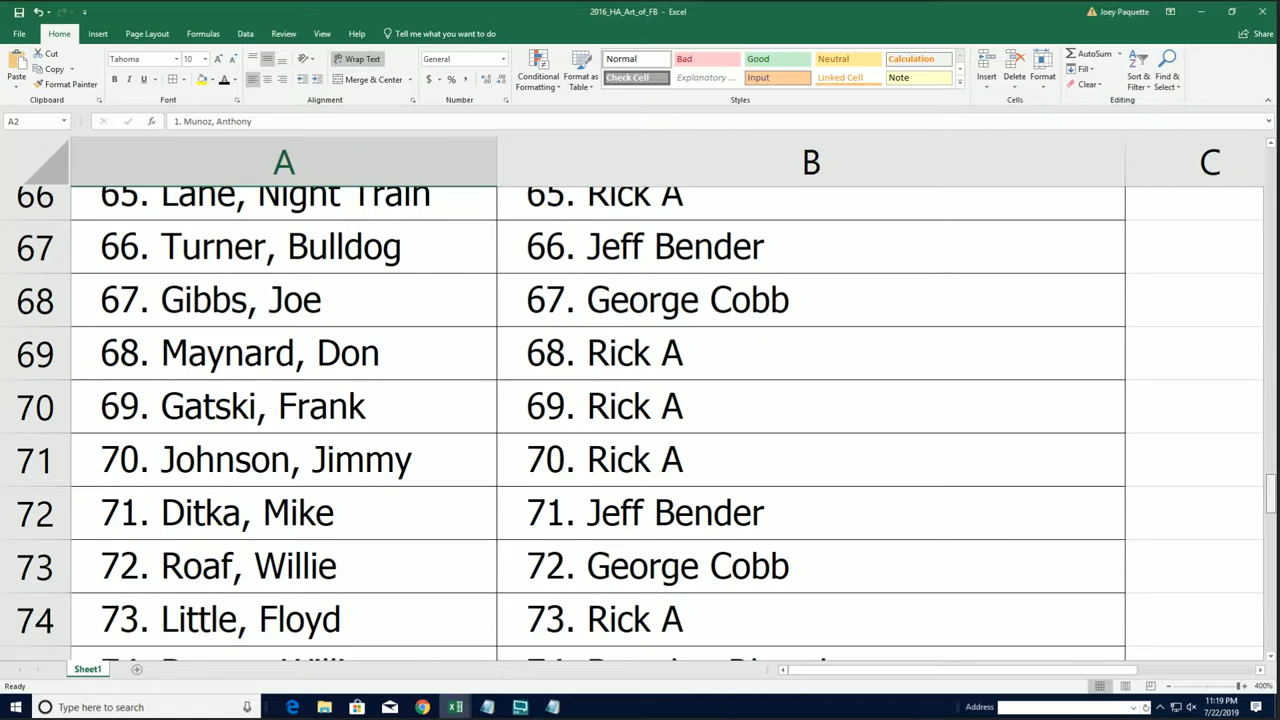 2016_HA_Art_of_FB - Excel
Joey Paquette
File Home Insert Page Layout Formulas Data Review View Help Tell me what you want to do
Share
Paste
Cut
Copy
Format Painter
Clipboard
Tahoma 10
B I U
Font
Wrap Text
Merge & Center
Alignment
General
$ % ,
Number
Conditional Formatting
Format as Table
Normal Bad Good Neutral Calculation
Check Cell Explanatory ... Input Linked Cell Note
Styles
Insert Delete Format
Cells
AutoSum
Fill
Clear
Sort & Filter
Find & Select
Editing
A2 fx 1. Munoz, Anthony
A B C
66 65. Lane, Night Train 65. Rick A
67 66. Turner, Bulldog 66. Jeff Bender
68 67. Gibbs, Joe 67. George Cobb
69 68. Maynard, Don 68. Rick A
70 69. Gatski, Frank 69. Rick A
71 70. Johnson, Jimmy 70. Rick A
72 71. Ditka, Mike 71. Jeff Bender
73 72. Roaf, Willie 72. George Cobb
74 73. Little, Floyd 73. Rick A
Sheet1
Ready
400%
Type here to search
Address
11:19 PM
7/22/2019